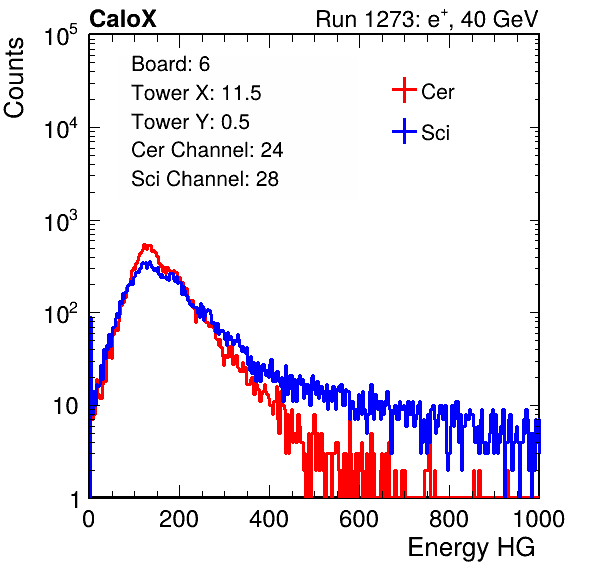 CaloX Run 1273: e⁺, 40 GeV
Counts
Board: 6
Tower X: 11.5
Tower Y: 0.5
Cer Channel: 24
Sci Channel: 28
Cer
Sci
10⁵
10⁴
10³
10²
10
1
0 200 400 600 800 1000
Energy HG